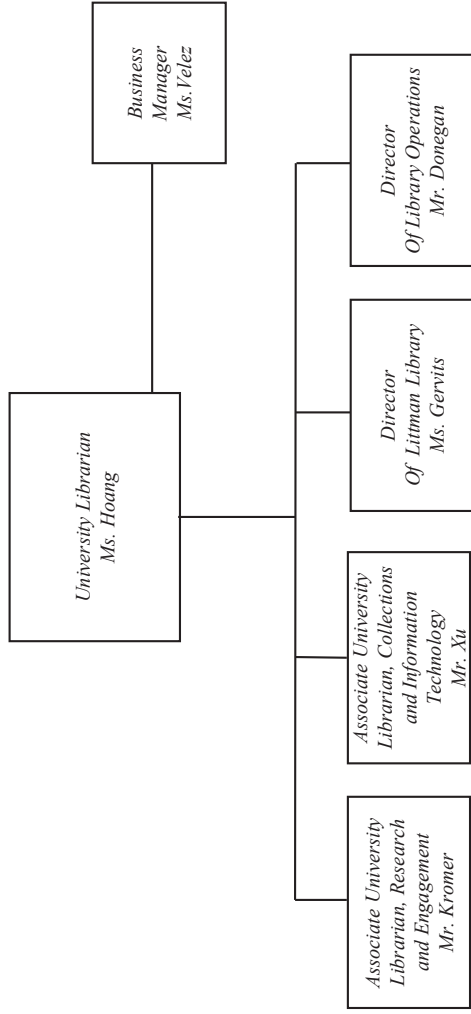 University Librarian
Ms. Hoang
Business
Manager
Ms.Velez
Associate University
Librarian, Research
and Engagement
Mr. Kromer
Associate University
Librarian, Collections
and Information
Technology
Mr. Xu
Director
Of Littman Library
Ms. Gervits
Director
Of Library Operations
Mr. Donegan